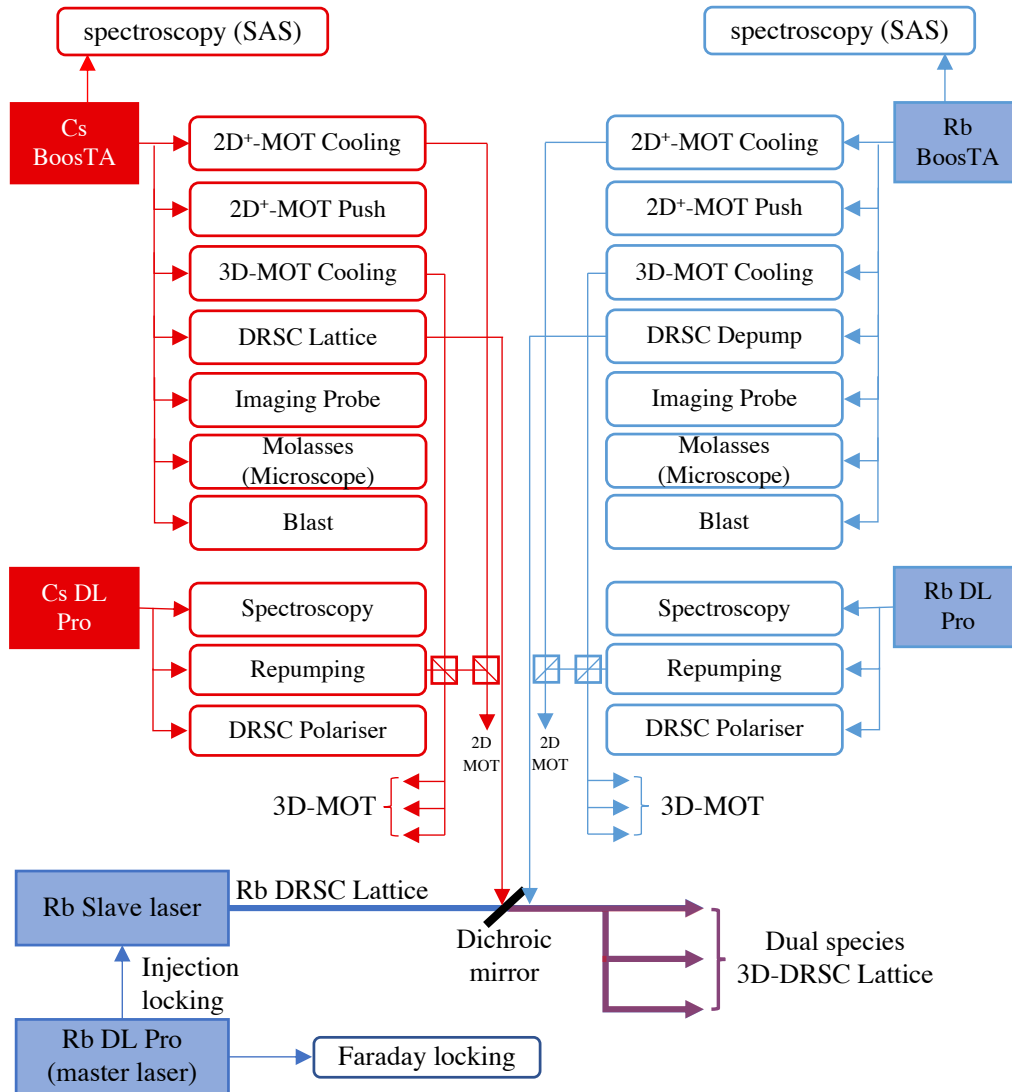 spectroscopy (SAS)
spectroscopy (SAS)
Cs
BoosTA
2D⁺-MOT Cooling
2D⁺-MOT Push
3D-MOT Cooling
DRSC Lattice
Imaging Probe
Molasses
(Microscope)
Blast
2D⁺-MOT Cooling
2D⁺-MOT Push
3D-MOT Cooling
DRSC Depump
Imaging Probe
Molasses
(Microscope)
Blast
Rb
BoosTA
Cs DL
Pro
Spectroscopy
Repumping
DRSC Polariser
Spectroscopy
Repumping
DRSC Polariser
Rb DL
Pro
2D
MOT
2D
MOT
3D-MOT
3D-MOT
Rb Slave laser
Rb DRSC Lattice
Dichroic
mirror
Dual species
3D-DRSC Lattice
Injection
locking
Rb DL Pro
(master laser)
Faraday locking